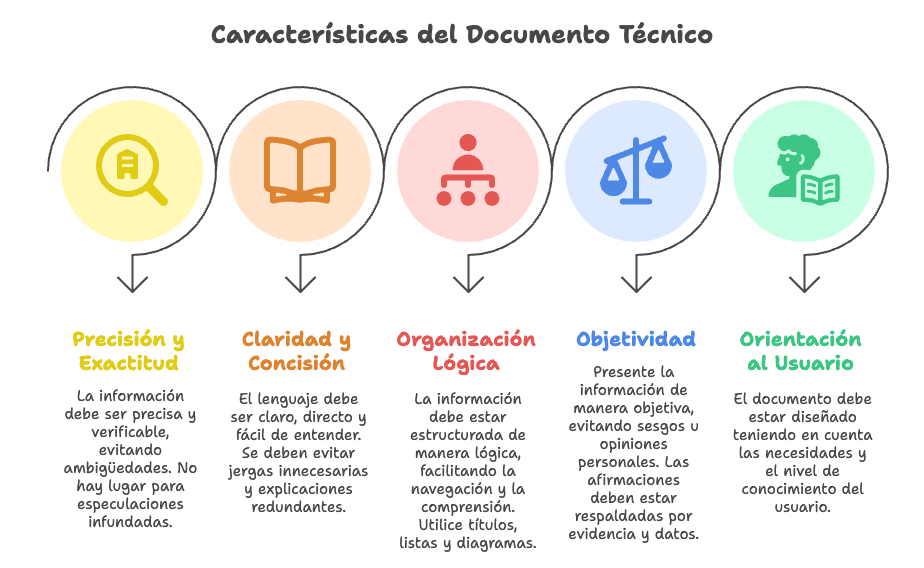 Características del Documento Técnico
Precisión y
Exactitud
La información
debe ser precisa y
verificable,
evitando
ambigüedades. No
hay lugar para
especulaciones
infundadas.
Claridad y
Concisión
El lenguaje debe
ser claro, directo y
fácil de entender.
Se deben evitar
jergas innecesarias
y explicaciones
redundantes.
Organización
Lógica
La información
debe estar
estructurada de
manera lógica,
facilitando la
navegación y la
comprensión.
Utilice títulos,
listas y diagramas.
Objetividad
Presente la
información de
manera objetiva,
evitando sesgos u
opiniones
personales. Las
afirmaciones
deben estar
respaldadas por
evidencia y datos.
Orientación
al Usuario
El documento debe
estar diseñado
teniendo en cuenta
las necesidades y
el nivel de
conocimiento del
usuario.